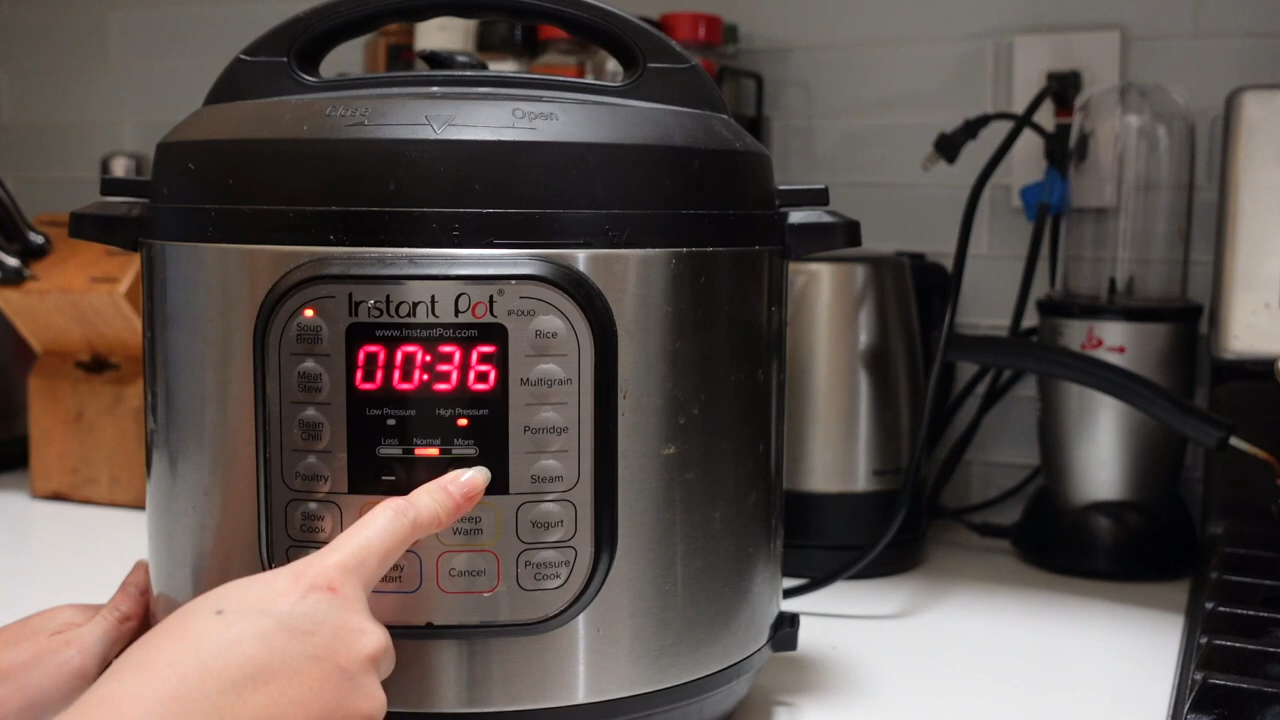 Close Open
Instant Pot®
IP-DUO
www.InstantPot.com
00:36
Low Pressure High Pressure
Less Normal More
Soup
Broth
Meat
Stew
Bean
Chili
Poultry
Slow
Cook
Rice
Multigrain
Porridge
Steam
Keep
Warm
Yogurt
Cancel
Pressure
Cook